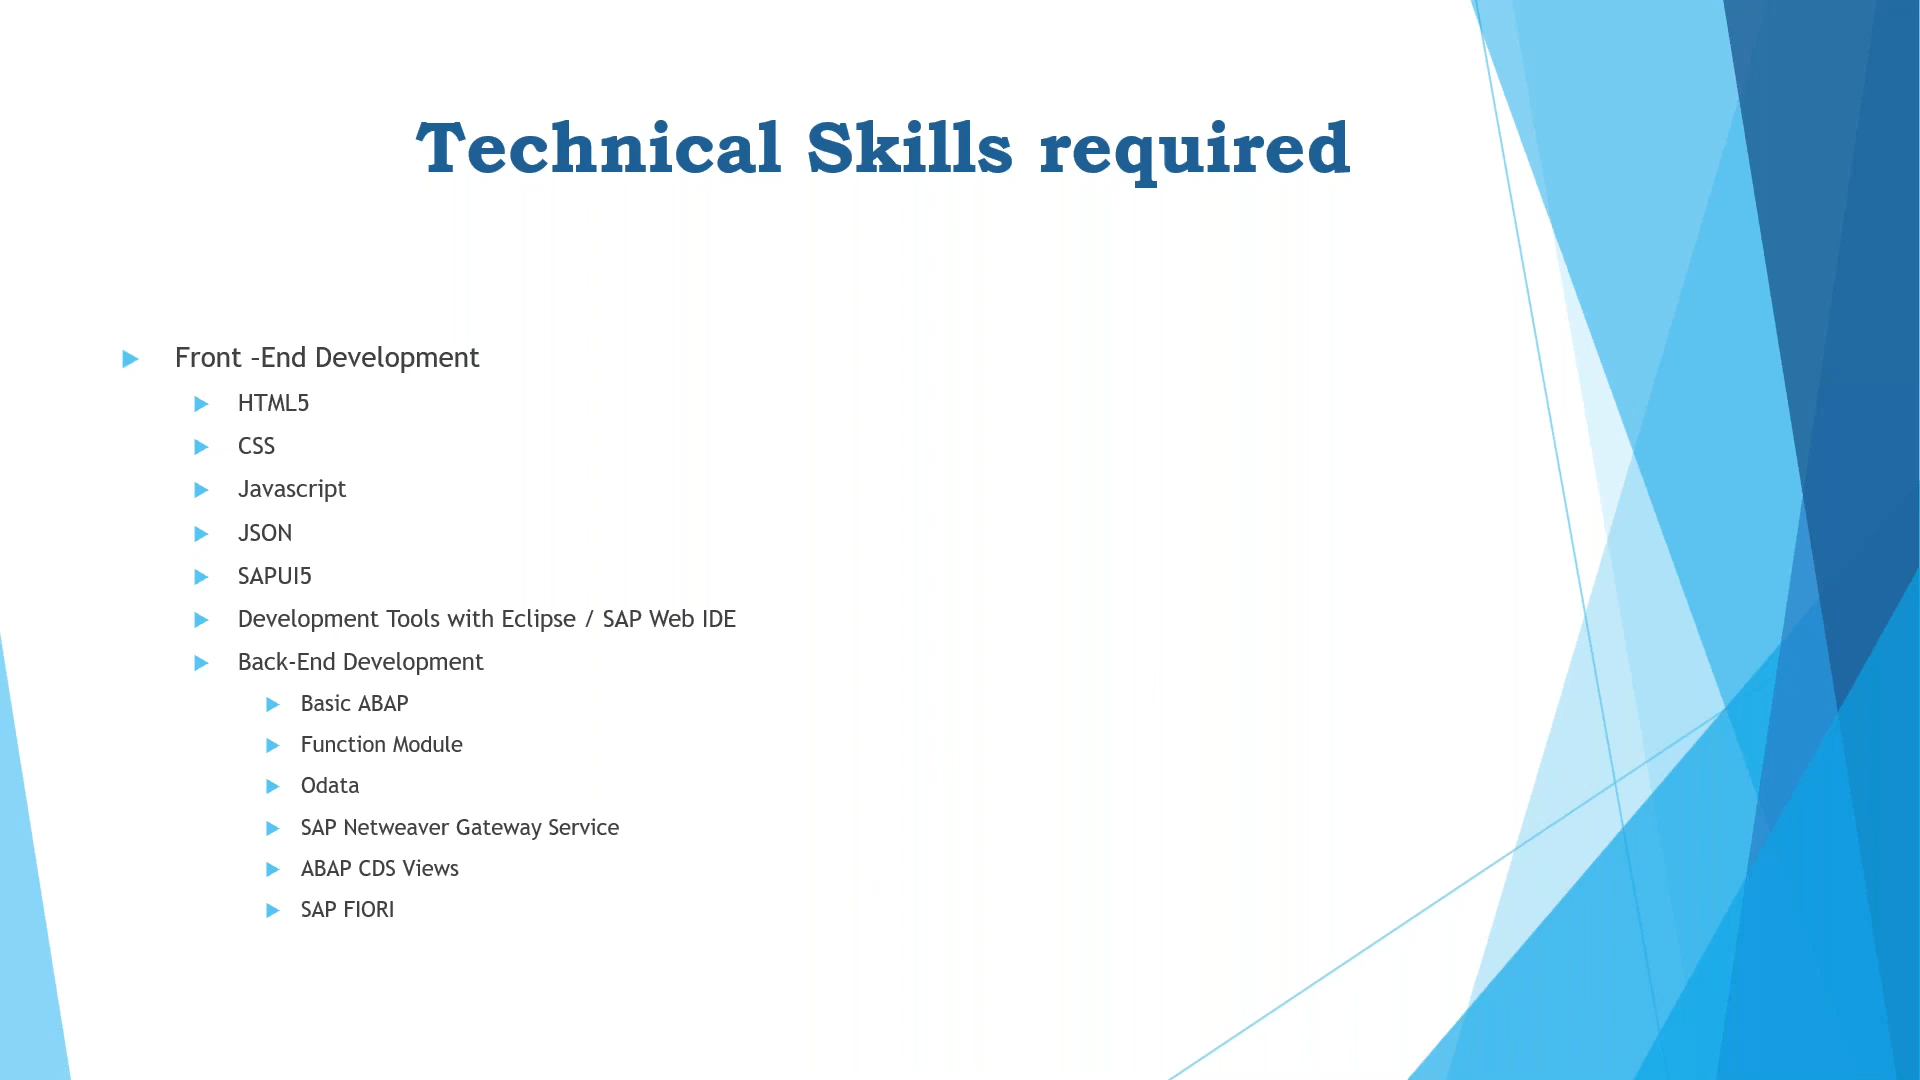 Technical Skills required
Front -End Development
HTML5
CSS
Javascript
JSON
SAPUI5
Development Tools with Eclipse / SAP Web IDE
Back-End Development
Basic ABAP
Function Module
Odata
SAP Netweaver Gateway Service
ABAP CDS Views
SAP FIORI